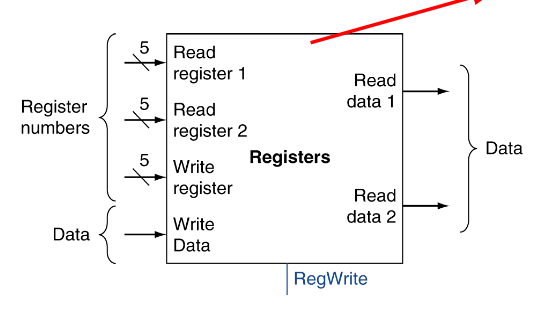 Register
numbers
Data
5
Read
register 1
5
Read
register 2
5
Write
register
Write
Data
Registers
Read
data 1
Read
data 2
Data
RegWrite